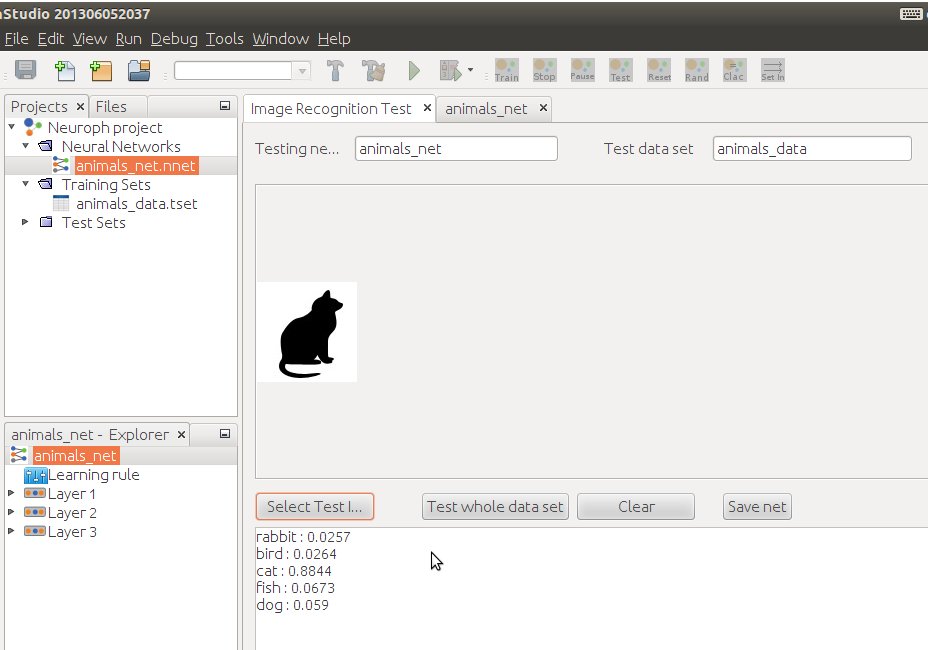 nStudio 201306052037
File Edit View Run Debug Tools Window Help
Train Stop Pause Test Reset Rand Clac Set In
Projects × Files
Neuroph project
Neural Networks
animals_net.nnet
Training Sets
animals_data.tset
Test Sets
animals_net - Explorer ×
animals_net
Learning rule
Layer 1
Layer 2
Layer 3
Image Recognition Test × animals_net ×
Testing ne... animals_net Test data set animals_data
Select Test I... Test whole data set Clear Save net
rabbit : 0.0257
bird : 0.0264
cat : 0.8844
fish : 0.0673
dog : 0.059